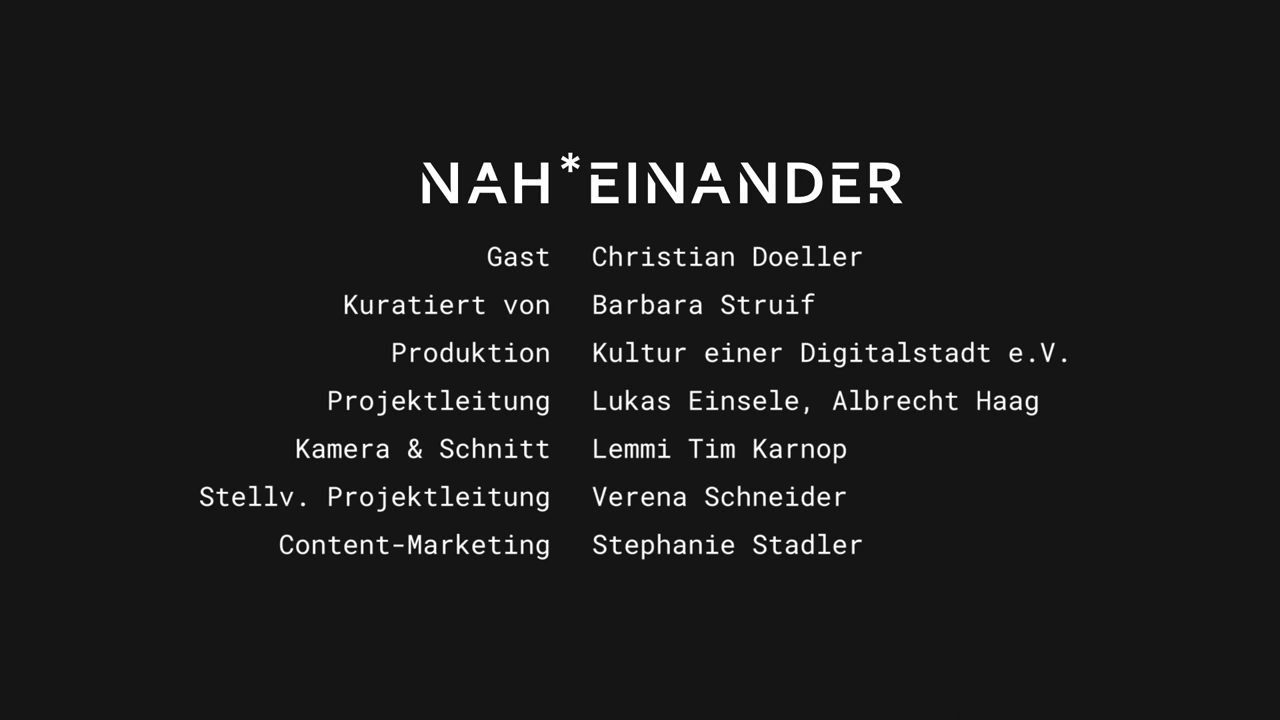 NAH*EINANDER
Gast Christian Doeller
Kuratiert von Barbara Struif
Produktion Kultur einer Digitalstadt e.V.
Projektleitung Lukas Einsele, Albrecht Haag
Kamera & Schnitt Lemmi Tim Karnop
Stellv. Projektleitung Verena Schneider
Content-Marketing Stephanie Stadler